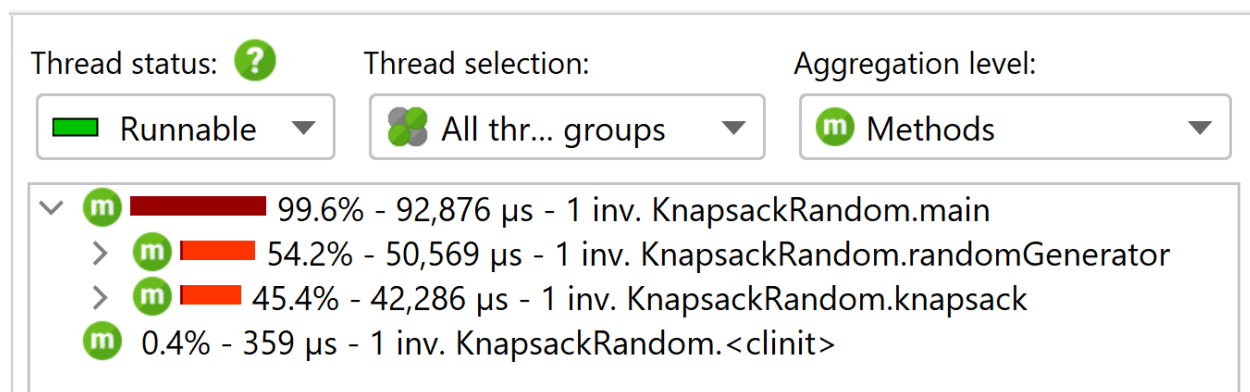 Thread status: ?
Thread selection:
Aggregation level:
Runnable
All thr... groups
m Methods
m 99.6% - 92,876 µs - 1 inv. KnapsackRandom.main
m 54.2% - 50,569 µs - 1 inv. KnapsackRandom.randomGenerator
m 45.4% - 42,286 µs - 1 inv. KnapsackRandom.knapsack
m 0.4% - 359 µs - 1 inv. KnapsackRandom.<clinit>